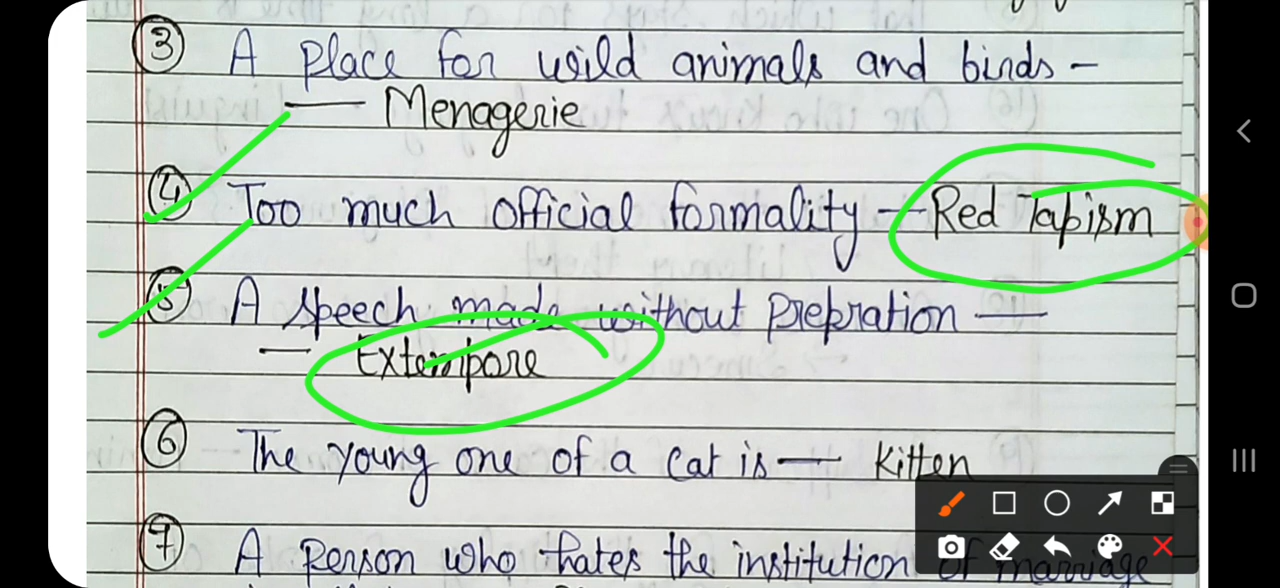 ③ A Place for wild animals and birds -
— Menagerie
④ Too much official formality — Red Tapism
⑤ A speech made without prepration —
— Extempore
⑥ The young one of a cat is — kitten
⑦ A Person who hates the institution of marriage